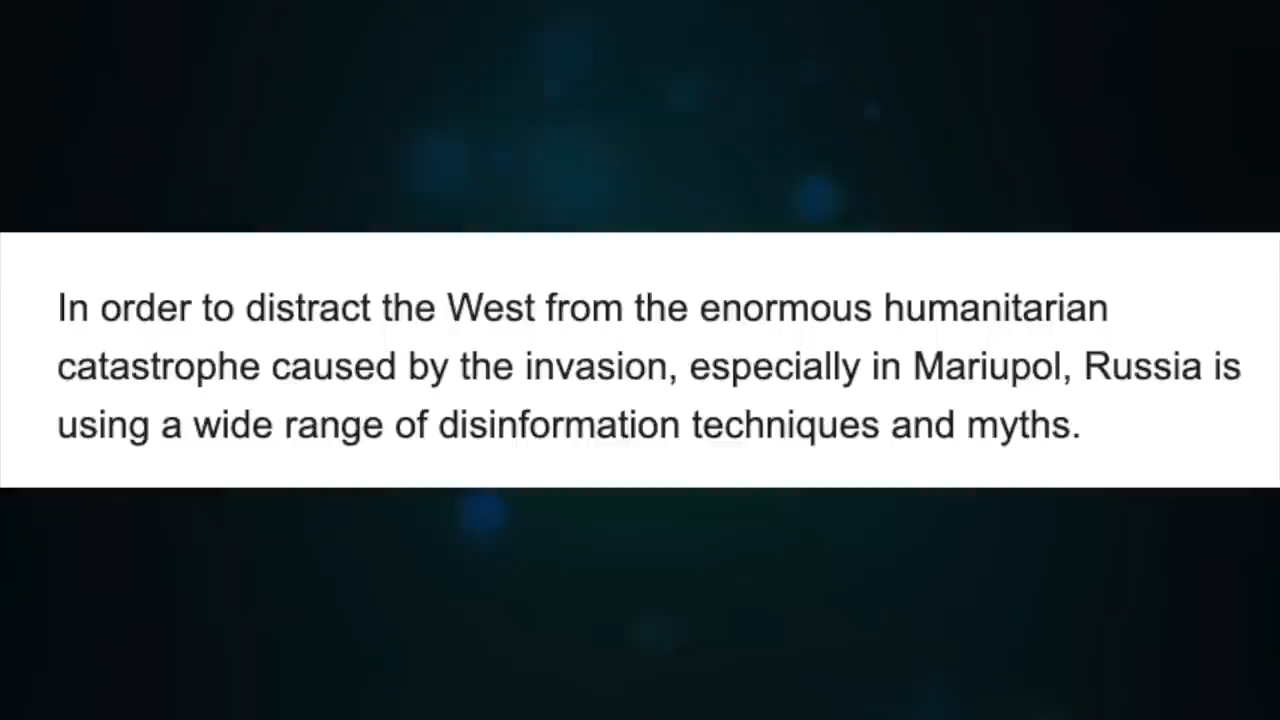 In order to distract the West from the enormous humanitarian
catastrophe caused by the invasion, especially in Mariupol, Russia is
using a wide range of disinformation techniques and myths.